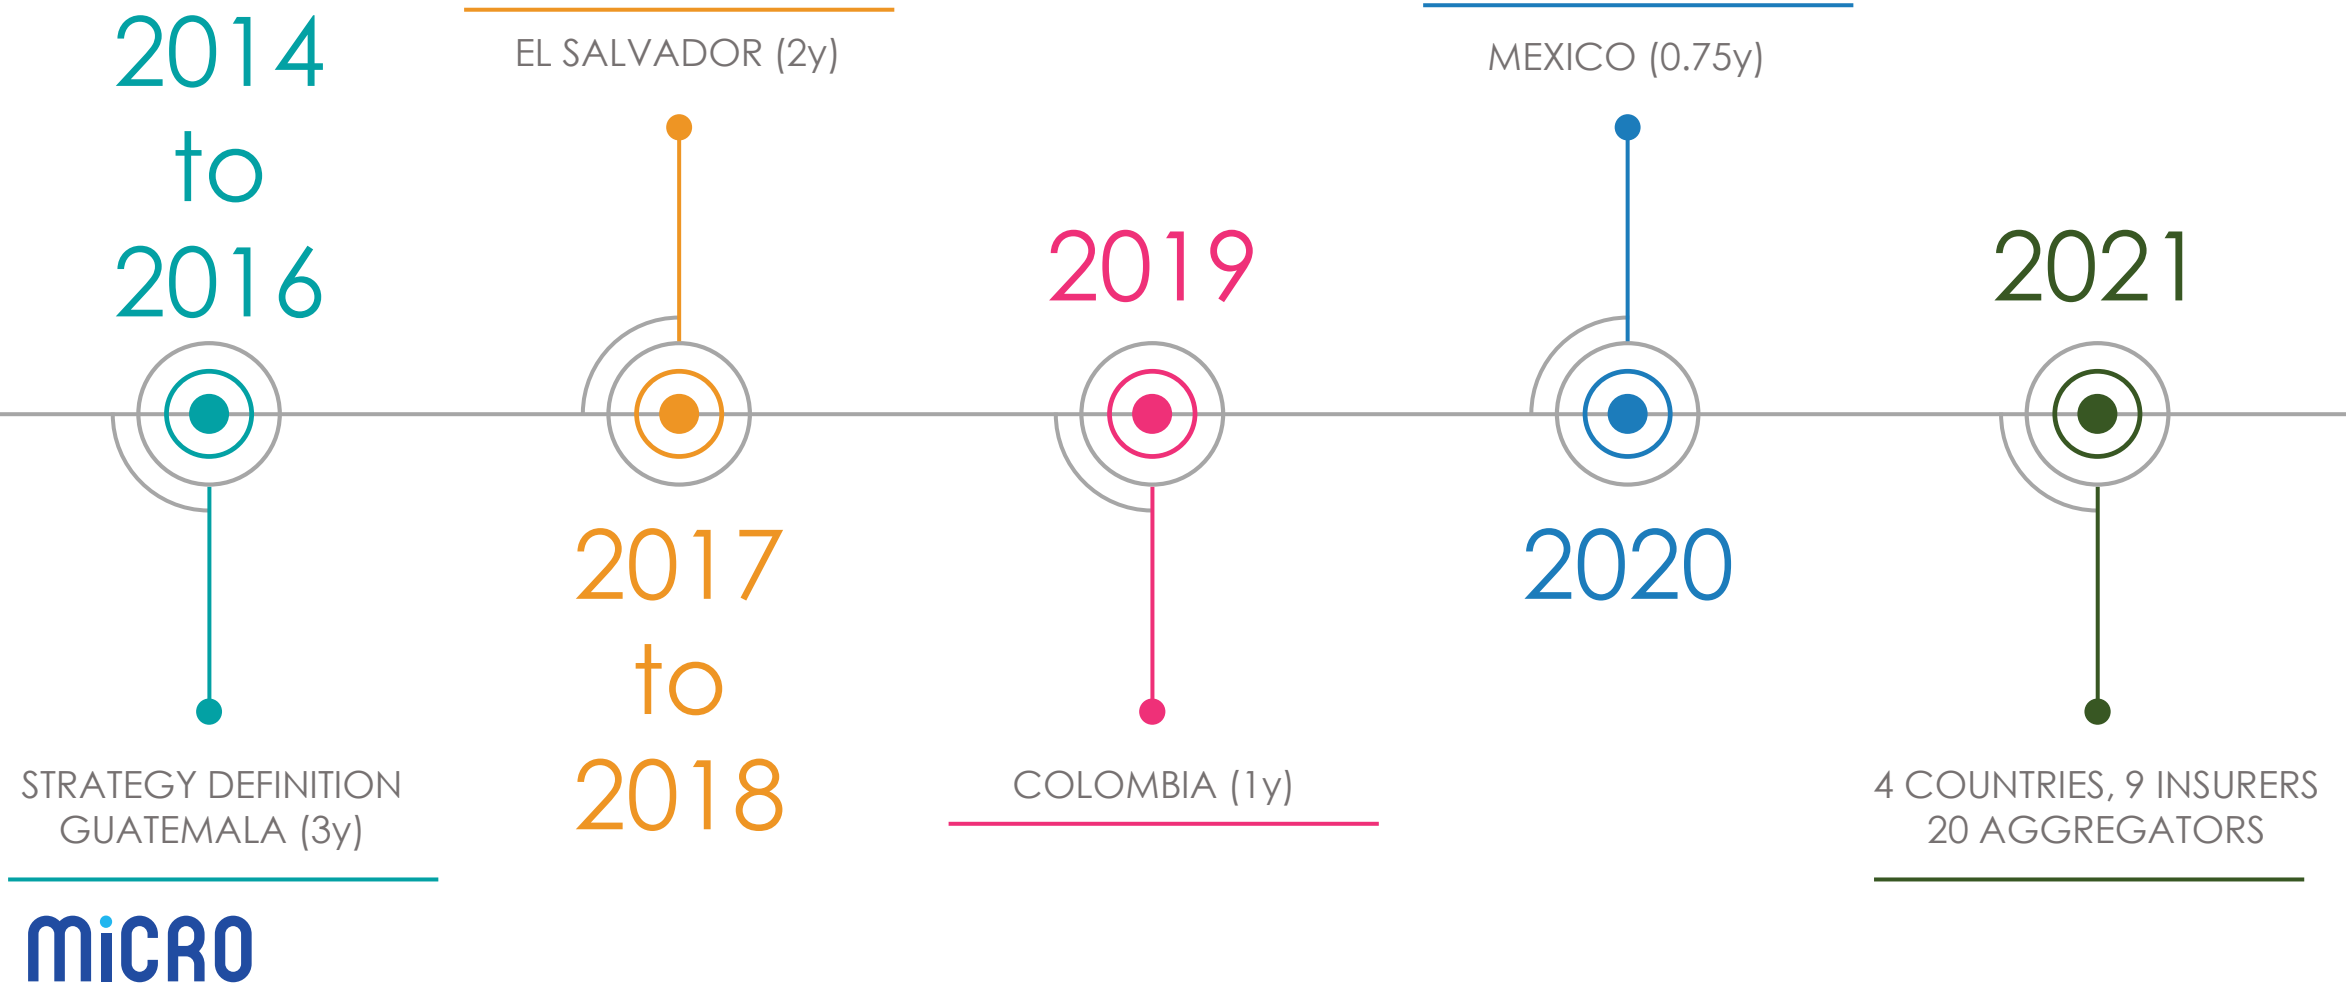 2014
to
2016
STRATEGY DEFINITION
GUATEMALA (3y)
EL SALVADOR (2y)
2017
to
2018
2019
COLOMBIA (1y)
MEXICO (0.75y)
2020
2021
4 COUNTRIES, 9 INSURERS
20 AGGREGATORS
MiCRO